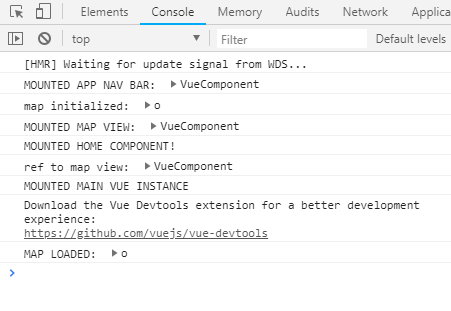 Elements Console Memory Network Applica
top Filter Default levels
[HMR] Waiting for update signal from WDS...
MOUNTED APP NAV BAR: VueComponent
map initialized: o
MOUNTED MAP VIEW: VueComponent
MOUNTED HOME COMPONENT!
ref to map view: VueComponent
MOUNTED MAIN VUE INSTANCE
Download the Vue Devtools extension for a better development
experience:
https://github.com/vuejs/vue-devtools
MAP LOADED: o